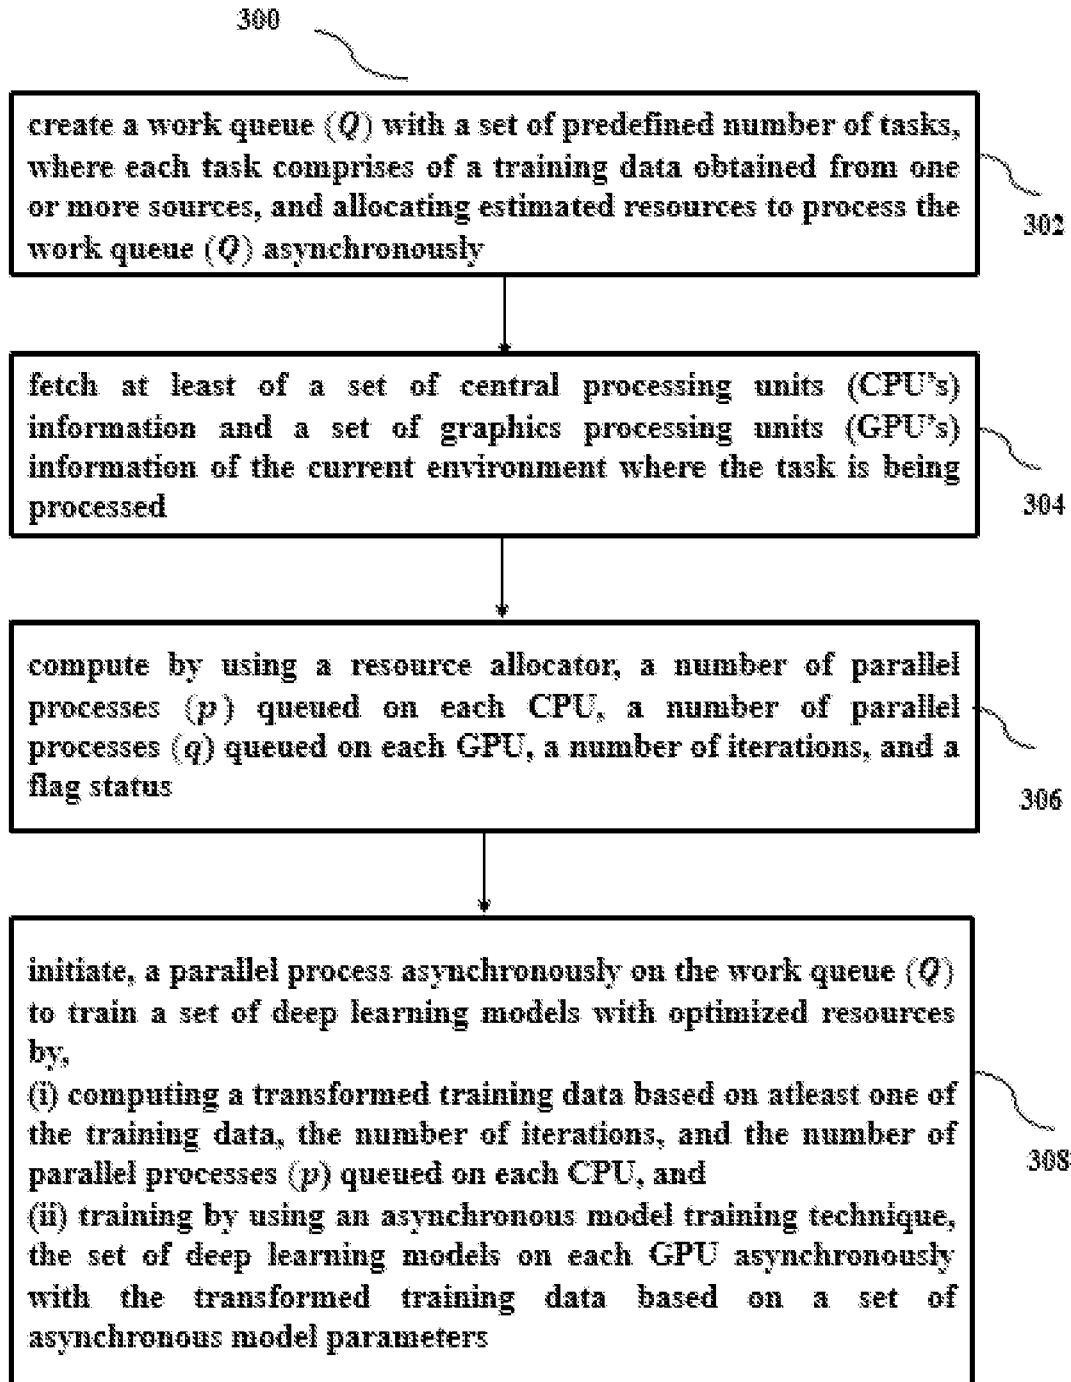 300
create a work queue (Q) with a set of predefined number of tasks,
where each task comprises of a training data obtained from one
or more sources, and allocating estimated resources to process the
work queue (Q) asynchronously
302
fetch at least of a set of central processing units (CPU's)
information and a set of graphics processing units (GPU's)
information of the current environment where the task is being
processed
304
compute by using a resource allocator, a number of parallel
processes (p) queued on each CPU, a number of parallel
processes (q) queued on each GPU, a number of iterations, and a
flag status
306
initiate, a parallel process asynchronously on the work queue (Q)
to train a set of deep learning models with optimized resources
by,
(i) computing a transformed training data based on atleast one of
the training data, the number of iterations, and the number of
parallel processes (p) queued on each CPU, and
(ii) training by using an asynchronous model training technique,
the set of deep learning models on each GPU asynchronously
with the transformed training data based on a set of
asynchronous model parameters
308